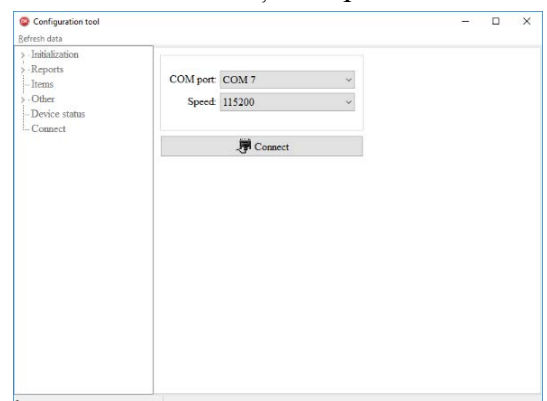 Configuration tool
Refresh data
Initialization
Reports
Items
Other
Device status
Connect
COM port: COM 7
Speed: 115200
Connect